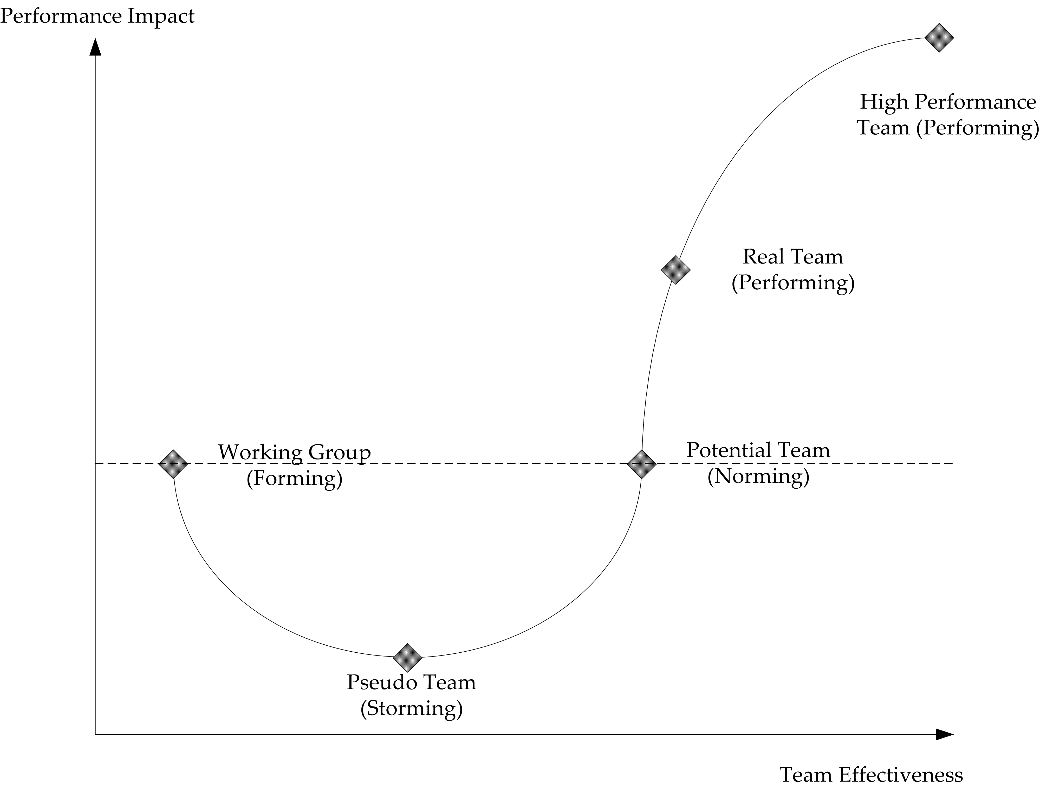 Performance Impact
High Performance
Team (Performing)
Real Team
(Performing)
Working Group
(Forming)
Potential Team
(Norming)
Pseudo Team
(Storming)
Team Effectiveness